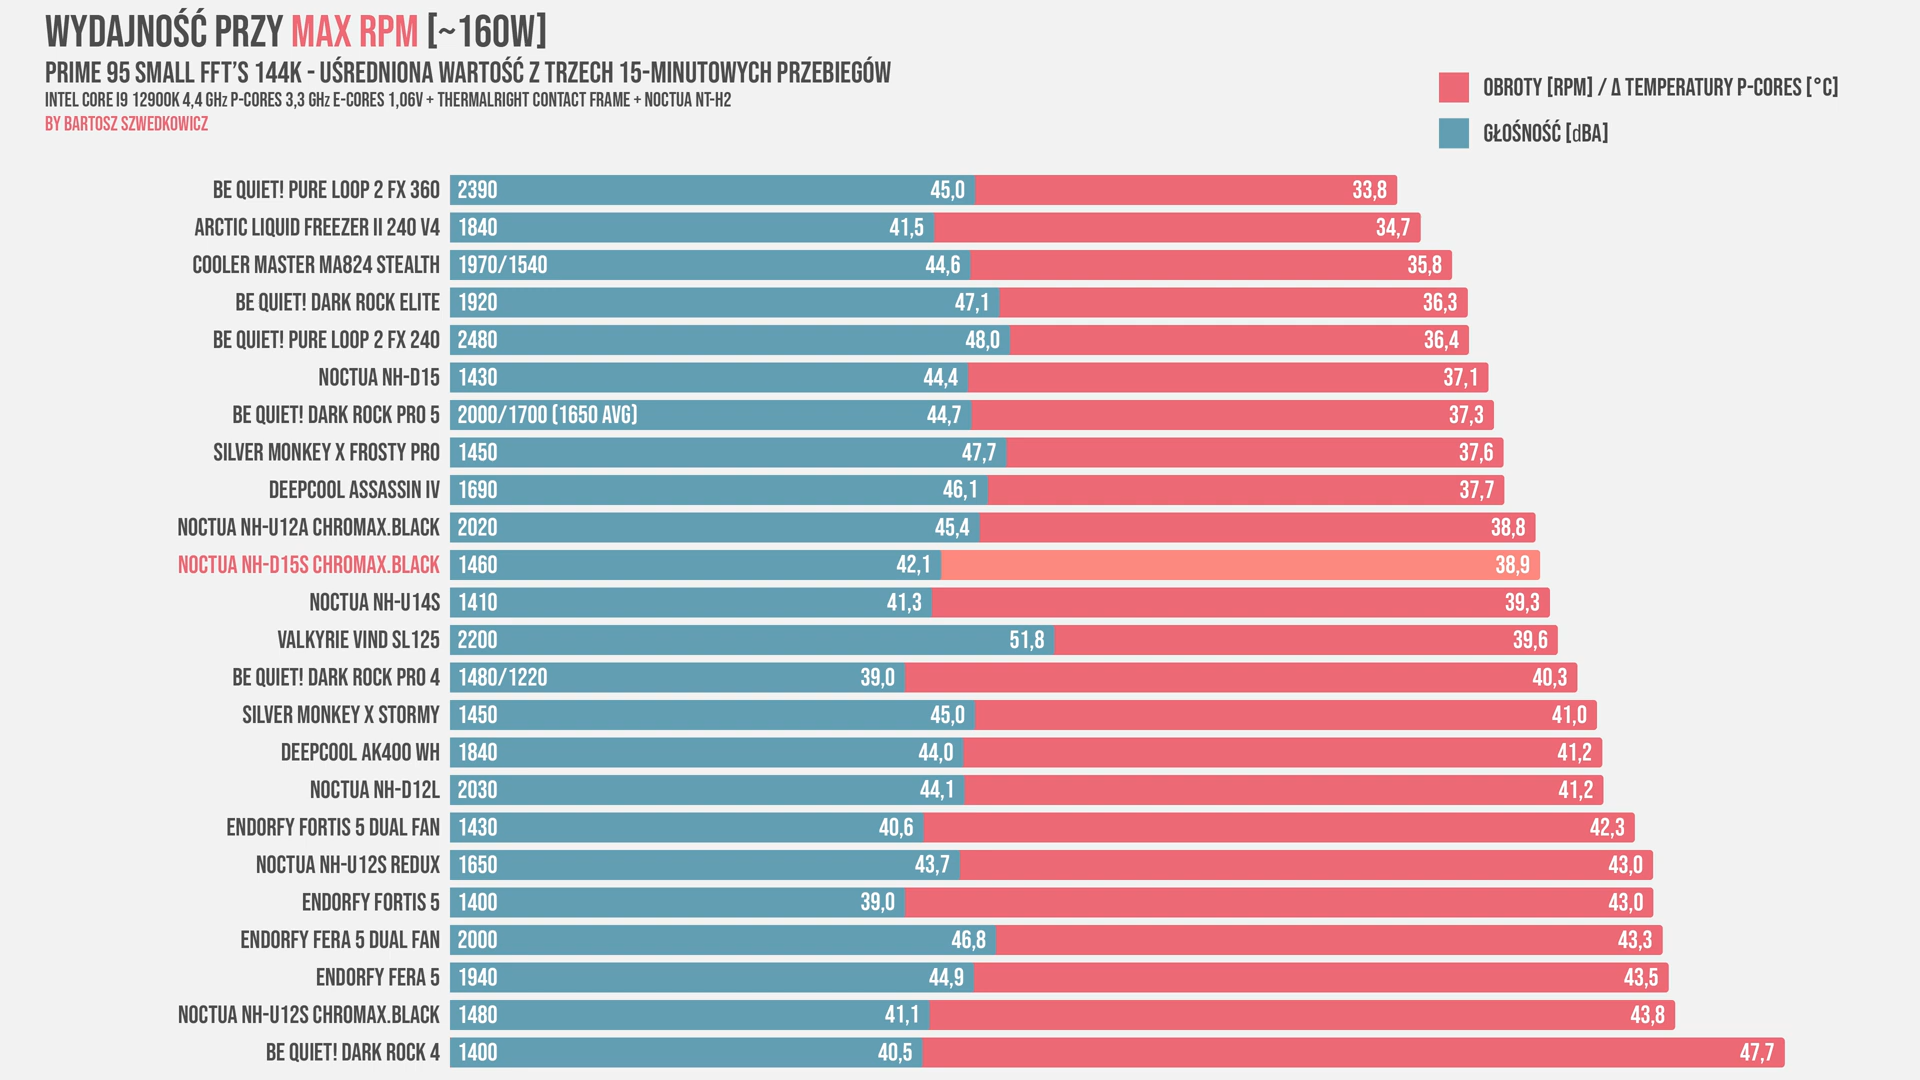 WYDAJNOŚĆ PRZY MAX RPM [~160W]
PRIME 95 SMALL FFT'S 144K - UŚREDNIONA WARTOŚĆ Z TRZECH 15-MINUTOWYCH PRZEBIEGÓW
INTEL CORE I9 12900K 4,4 GHz P-CORES 3,3 GHz E-CORES 1,06V + THERMALRIGHT CONTACT FRAME + NOCTUA NT-H2
BY BARTOSZ SZWEDKOWICZ
OBROTY [RPM] / Δ TEMPERATURY P-CORES [°C]
GŁOŚNOŚĆ [dBA]
BE QUIET! PURE LOOP 2 FX 360 2390 45,0 33,8
ARCTIC LIQUID FREEZER II 240 V4 1840 41,5 34,7
COOLER MASTER MA824 STEALTH 1970/1540 44,6 35,8
BE QUIET! DARK ROCK ELITE 1920 47,1 36,3
BE QUIET! PURE LOOP 2 FX 240 2480 48,0 36,4
NOCTUA NH-D15 1430 44,4 37,1
BE QUIET! DARK ROCK PRO 5 2000/1700 (1650 AVG) 44,7 37,3
SILVER MONKEY X FROSTY PRO 1450 47,7 37,6
DEEPCOOL ASSASSIN IV 1690 46,1 37,7
NOCTUA NH-U12A CHROMAX.BLACK 2020 45,4 38,8
NOCTUA NH-D15S CHROMAX.BLACK 1460 42,1 38,9
NOCTUA NH-U14S 1410 41,3 39,3
VALKYRIE VIND SL125 2200 51,8 39,6
BE QUIET! DARK ROCK PRO 4 1480/1220 39,0 40,3
SILVER MONKEY X STORMY 1450 45,0 41,0
DEEPCOOL AK400 WH 1840 44,0 41,2
NOCTUA NH-D12L 2030 44,1 41,2
ENDORFY FORTIS 5 DUAL FAN 1430 40,6 42,3
NOCTUA NH-U12S REDUX 1650 43,7 43,0
ENDORFY FORTIS 5 1400 39,0 43,0
ENDORFY FERA 5 DUAL FAN 2000 46,8 43,3
ENDORFY FERA 5 1940 44,9 43,5
NOCTUA NH-U12S CHROMAX.BLACK 1480 41,1 43,8
BE QUIET! DARK ROCK 4 1400 40,5 47,7